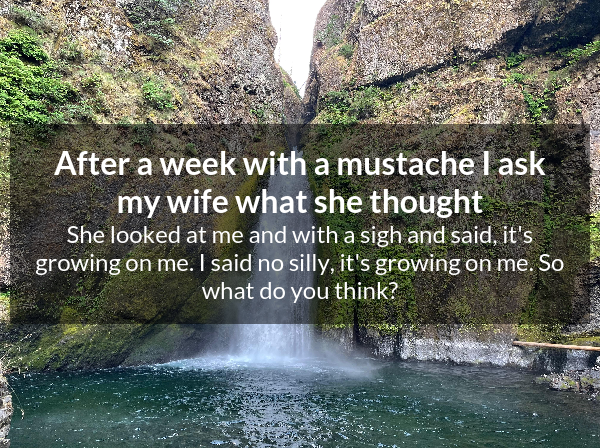 After a week with a mustache I ask
my wife what she thought
She looked at me and with a sigh and said, it's
growing on me. I said no silly, it's growing on me. So
what do you think?